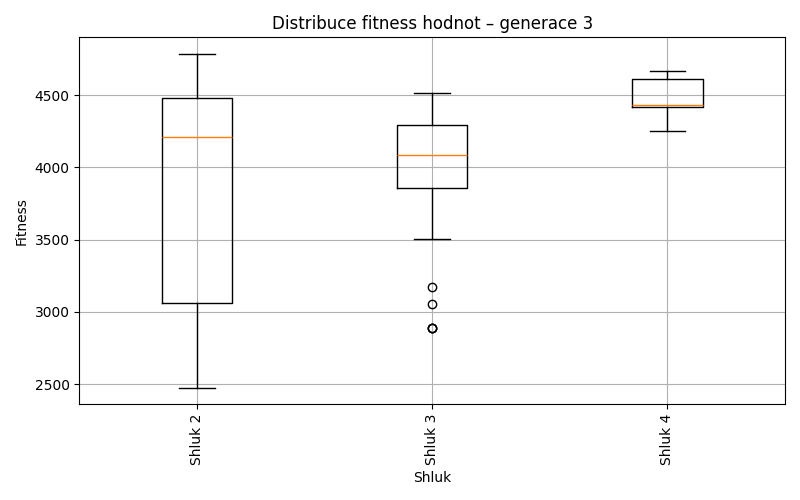 Distribuce fitness hodnot – generace 3
Fitness
4500
4000
3500
3000
2500
Shluk 2
Shluk 3
Shluk 4
Shluk